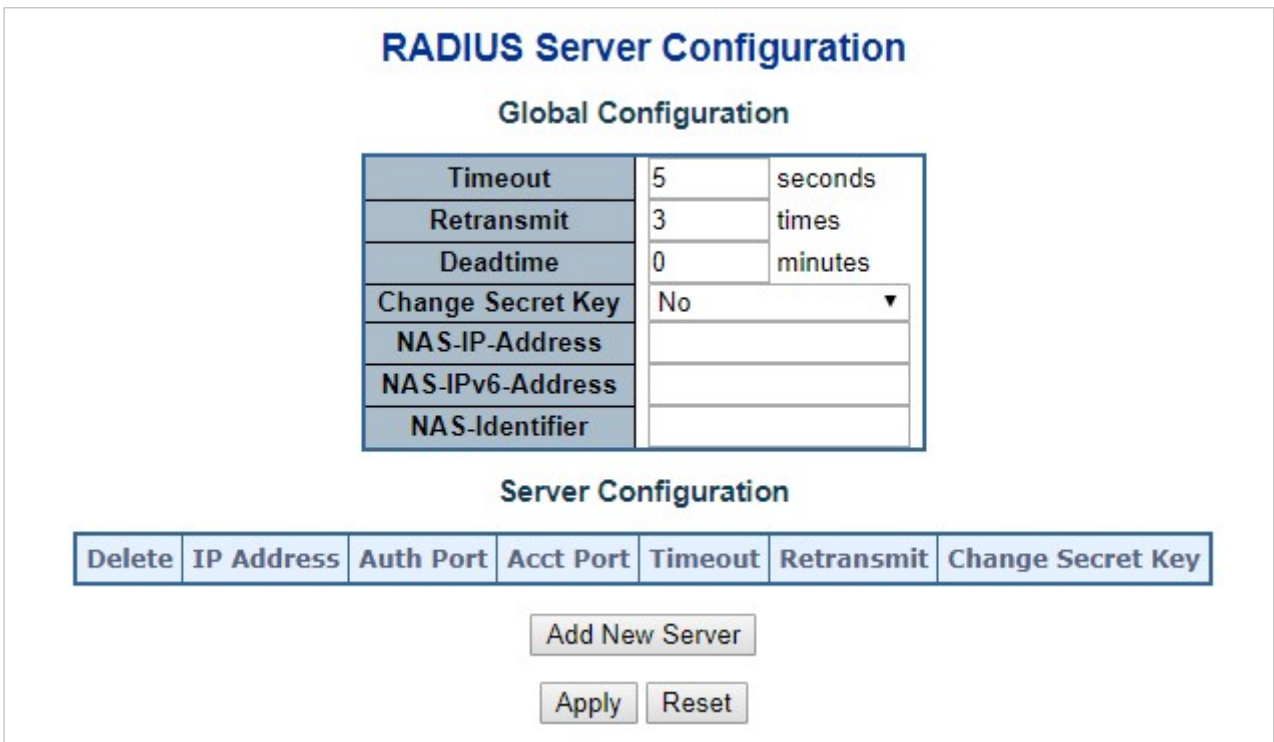 RADIUS Server Configuration
Global Configuration
Timeout 5 seconds
Retransmit 3 times
Deadtime 0 minutes
Change Secret Key No
NAS-IP-Address
NAS-IPv6-Address
NAS-Identifier
Server Configuration
Delete IP Address Auth Port Acct Port Timeout Retransmit Change Secret Key
Add New Server
Apply Reset